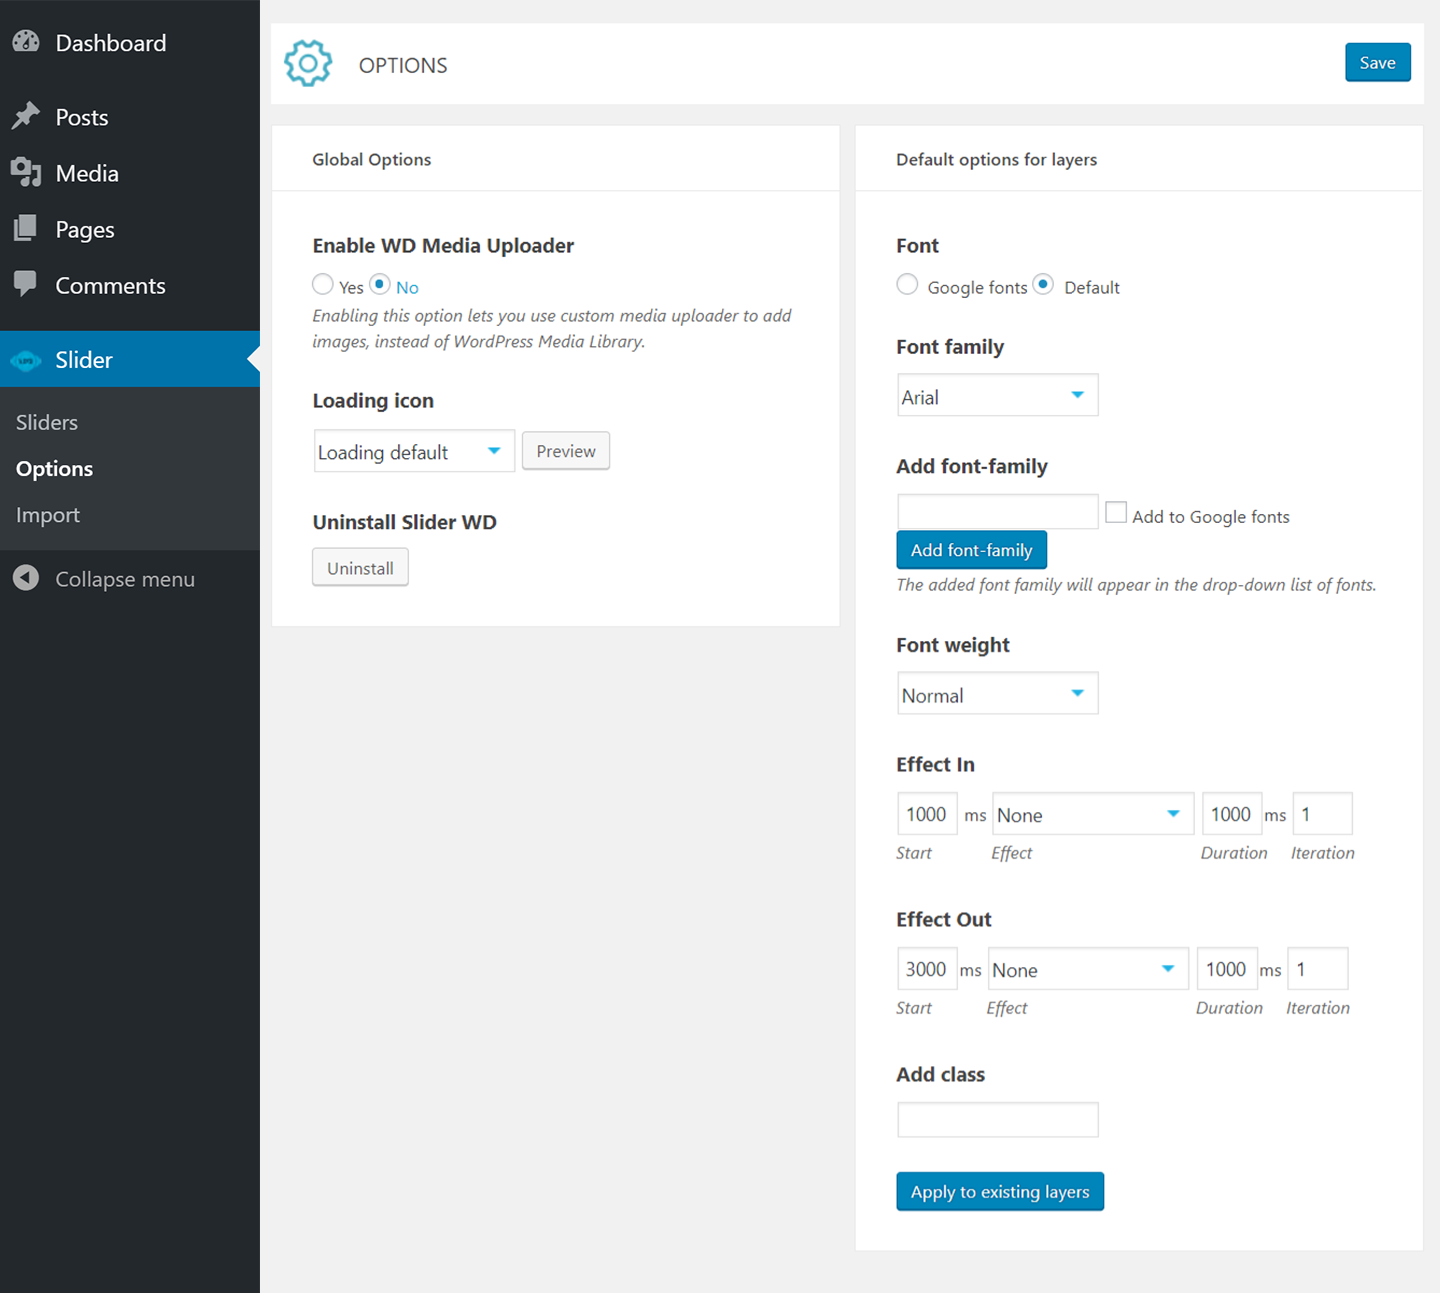 Dashboard
Posts
Media
Pages
Comments
Slider
Sliders
Options
Import
Collapse menu
OPTIONS
Save
Global Options
Enable WD Media Uploader
Yes No
Enabling this option lets you use custom media uploader to add
images, instead of WordPress Media Library.
Loading icon
Loading default Preview
Uninstall Slider WD
Uninstall
Default options for layers
Font
Google fonts Default
Font family
Arial
Add font-family
Add to Google fonts
Add font-family
The added font family will appear in the drop-down list of fonts.
Font weight
Normal
Effect In
1000 ms None 1000 ms 1
Start Effect Duration Iteration
Effect Out
3000 ms None 1000 ms 1
Start Effect Duration Iteration
Add class
Apply to existing layers